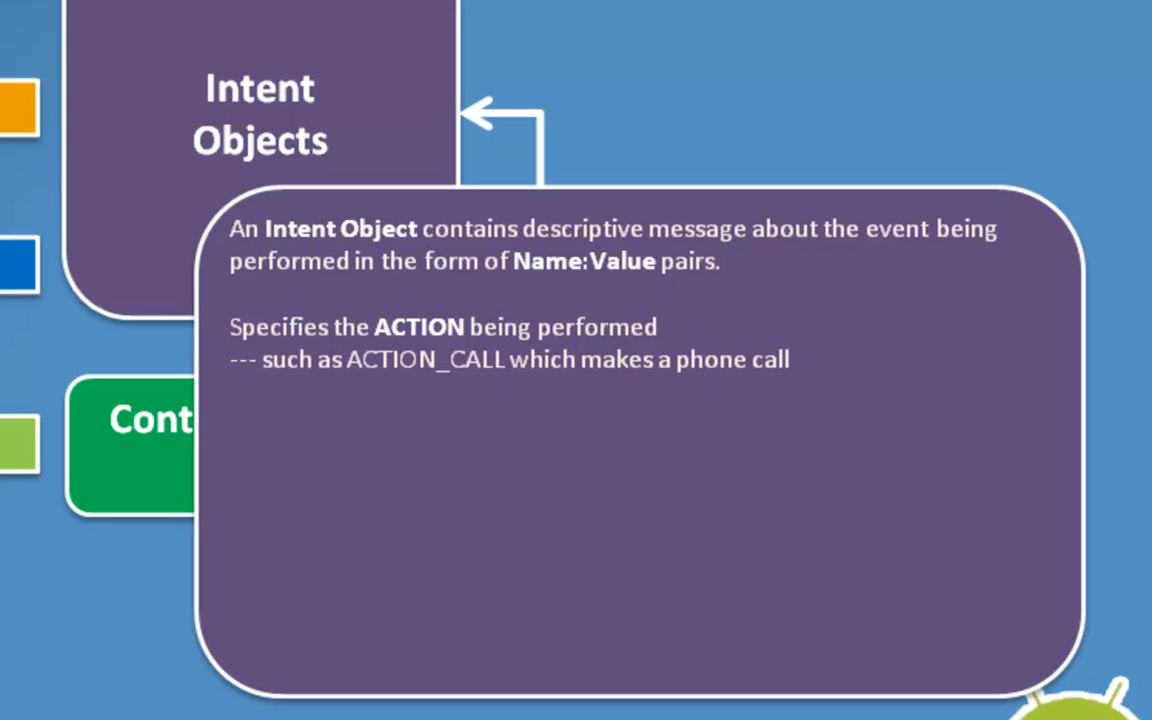 Intent
Objects
An Intent Object contains descriptive message about the event being
performed in the form of Name:Value pairs.
Specifies the ACTION being performed
--- such as ACTION_CALL which makes a phone call
Cont